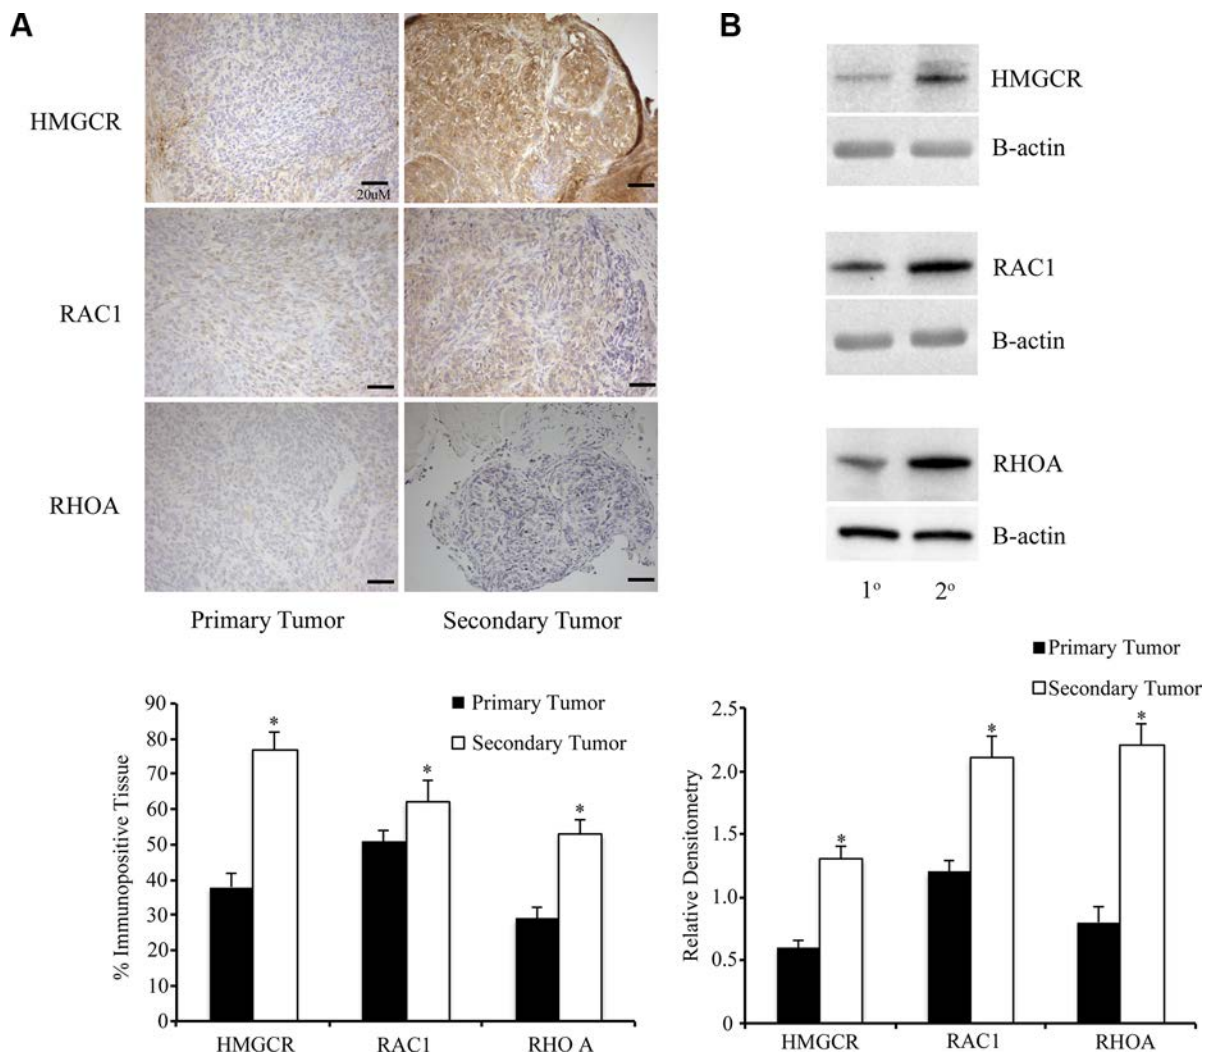 A
B
HMGCR
20uM
RAC1
RHOA
Primary Tumor
Secondary Tumor
HMGCR
B-actin
RAC1
B-actin
RHOA
B-actin
1º
2º
% Immunopositive Tissue
90
80
70
60
50
40
30
20
10
0
Primary Tumor
Secondary Tumor
*
*
*
HMGCR
RAC1
RHO A
Primary Tumor
Secondary Tumor
Relative Densitometry
2.5
2.0
1.5
1.0
0.5
0
*
*
*
HMGCR
RAC1
RHOA